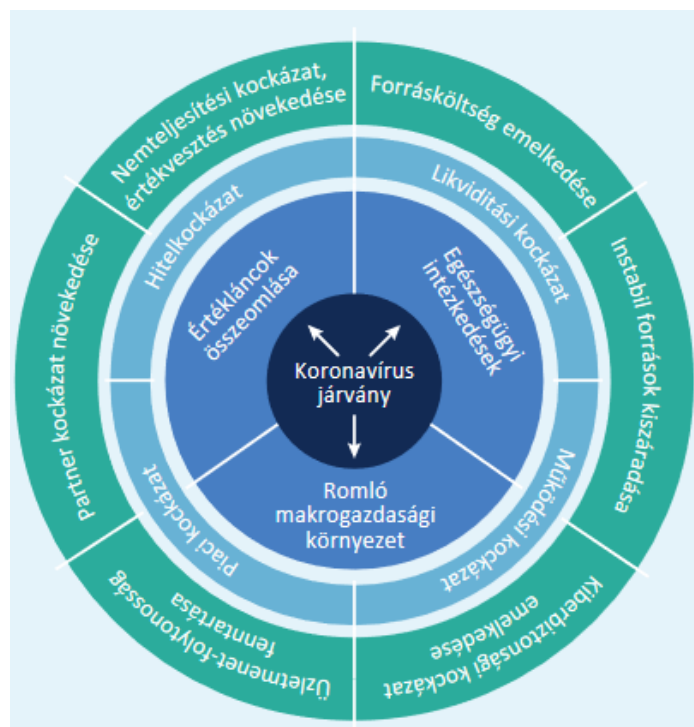 Nemteljesítési kockázat,
értékvesztés növekedése
Forrásköltség emelkedése
Hitelkockázat
Likviditási kockázat
Értékláncok
összeomlása
Egészségügyi
intézkedések
Partner kockázat növekedése
Instabil források kiszáradása
Koronavírus
járvány
Romló
makrogazdasági
környezet
Piaci kockázat
Működési kockázat
Üzletmenet-folytonosság
fenntartása
Kiberbiztonsági kockázat
emelkedése